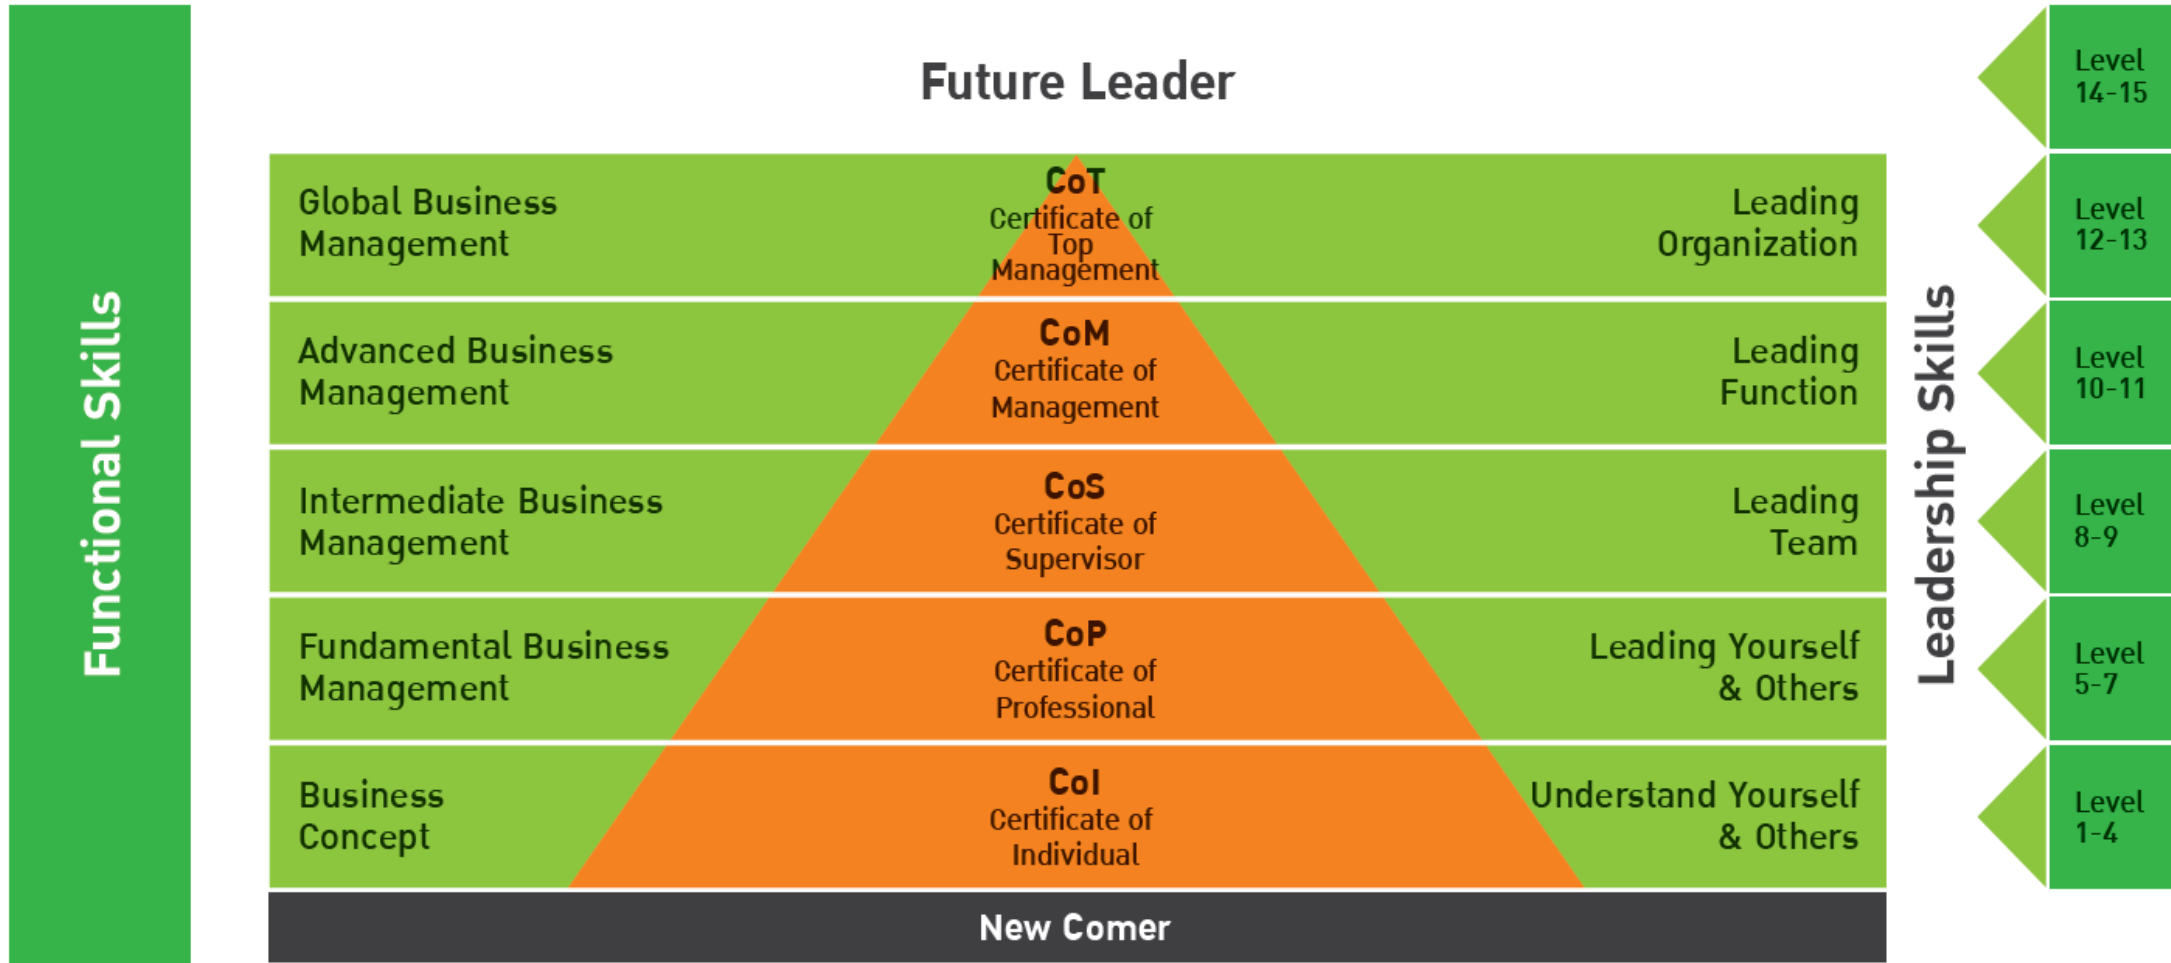 Functional Skills
Future Leader
Level
14-15
Global Business
Management
CoT
Certificate of
Top
Management
Leading
Organization
Level
12-13
Advanced Business
Management
CoM
Certificate of
Management
Leading
Function
Level
10-11
Leadership Skills
Intermediate Business
Management
CoS
Certificate of
Supervisor
Leading
Team
Level
8-9
Fundamental Business
Management
CoP
Certificate of
Professional
Leading Yourself
& Others
Level
5-7
Business
Concept
CoI
Certificate of
Individual
Understand Yourself
& Others
Level
1-4
New Comer